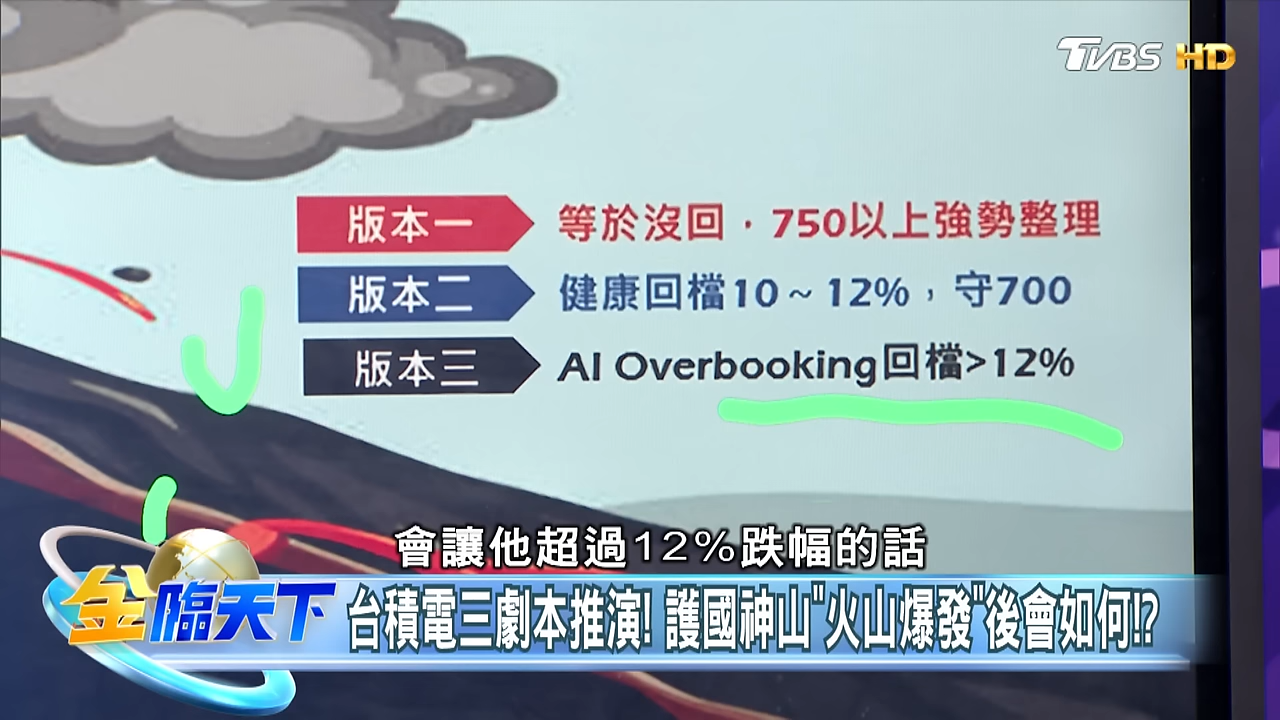 TVBS HD
版本一 等於沒回，750以上強勢整理
版本二 健康回檔10～12%，守700
版本三 AI Overbooking回檔>12%
會讓他超過12%跌幅的話
金臨天下
台積電三劇本推演! 護國神山"火山爆發"後會如何!?